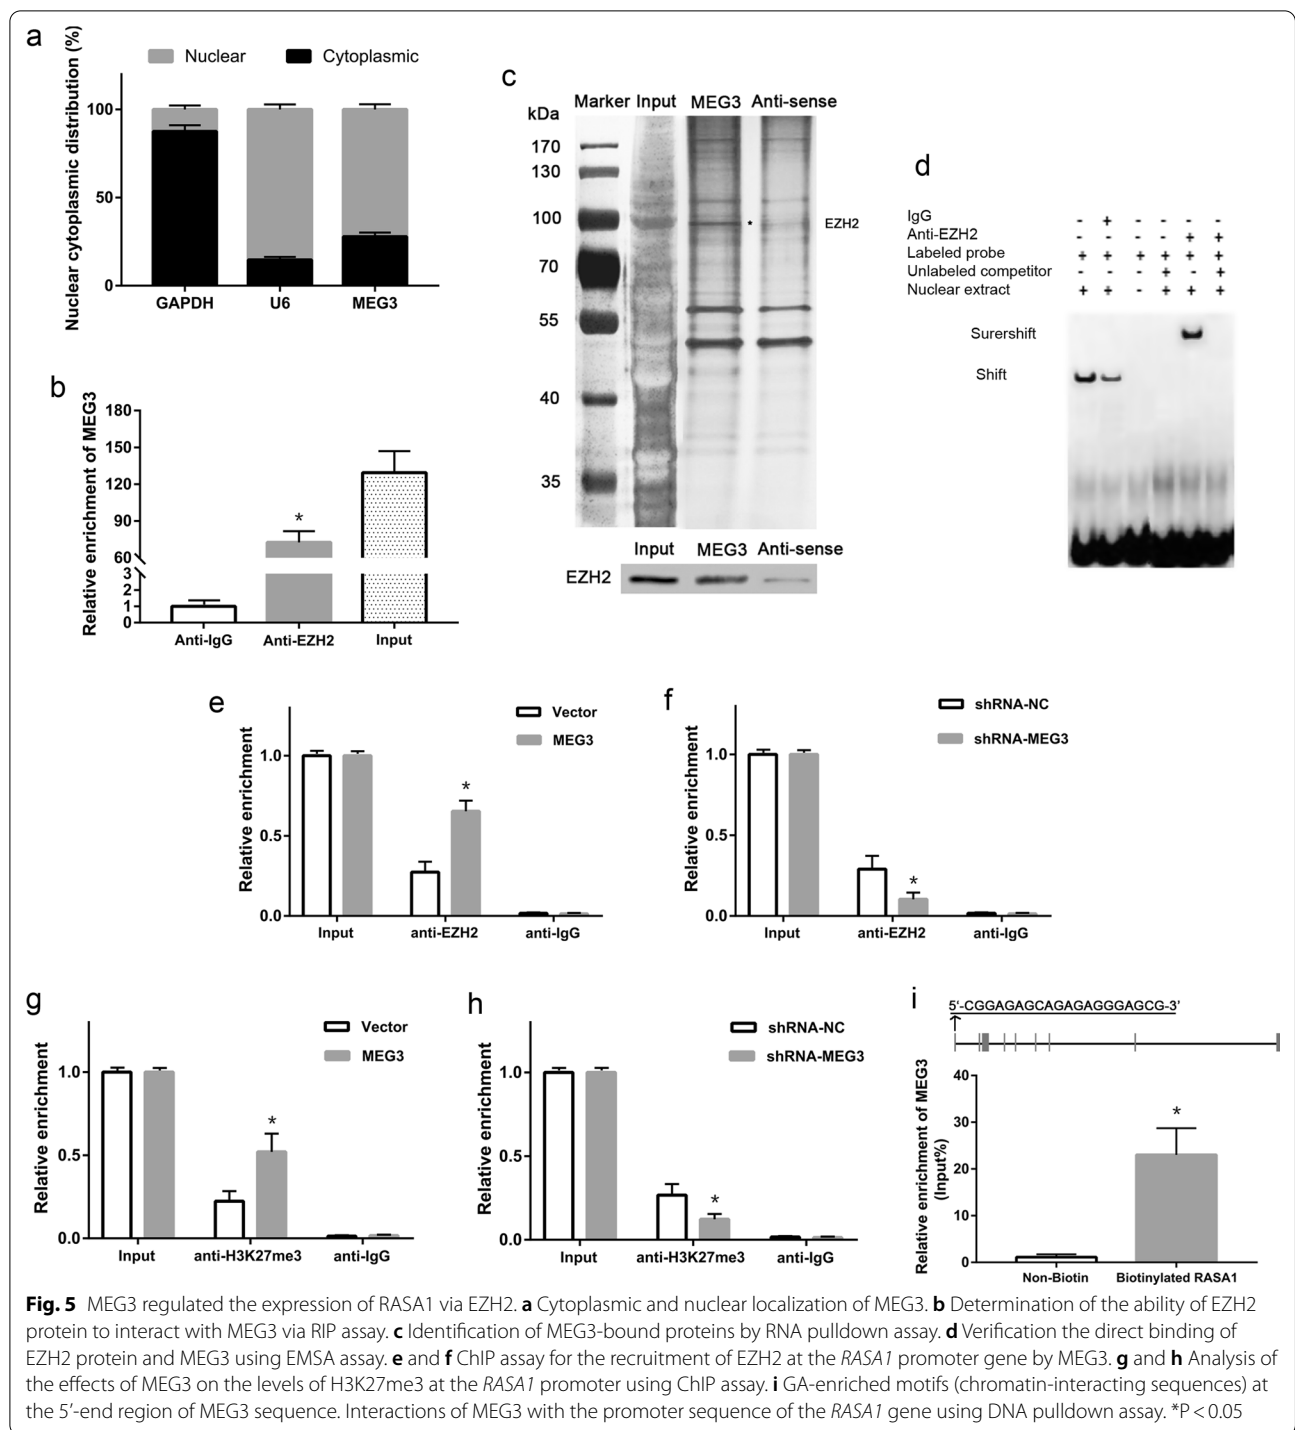 a
Nuclear
Cytoplasmic
Nuclear cytoplasmic distribution (%)
100
50
0
GAPDH
U6
MEG3
b
Relative enrichment of MEG3
180
150
120
90
60
3
2
1
0
*
Anti-IgG
Anti-EZH2
Input
c
kDa
Marker Input MEG3 Anti-sense
170
130
100
70
55
40
35
*
EZH2
Input MEG3 Anti-sense
EZH2
d
IgG - + - - - -
Anti-EZH2 - - - - + +
Labeled probe + + + + + +
Unlabeled competitor - - - + - +
Nuclear extract + + - + + +
Surershift
Shift
e
Vector
MEG3
Relative enrichment
1.0
0.5
0.0
*
Input
anti-EZH2
anti-IgG
f
shRNA-NC
shRNA-MEG3
Relative enrichment
1.0
0.5
0.0
*
Input
anti-EZH2
anti-IgG
g
Vector
MEG3
Relative enrichment
1.0
0.5
0.0
*
Input
anti-H3K27me3
anti-IgG
h
shRNA-NC
shRNA-MEG3
Relative enrichment
1.0
0.5
0.0
*
Input
anti-H3K27me3
anti-IgG
i
5‘-CGGAGAGCAGAGAGGGAGCG-3’
Relative enrichment of MEG3
(Input%)
40
30
20
10
0
*
Non-Biotin
Biotinylated RASA1
Fig. 5 MEG3 regulated the expression of RASA1 via EZH2. a Cytoplasmic and nuclear localization of MEG3. b Determination of the ability of EZH2
protein to interact with MEG3 via RIP assay. c Identification of MEG3-bound proteins by RNA pulldown assay. d Verification the direct binding of
EZH2 protein and MEG3 using EMSA assay. e and f ChIP assay for the recruitment of EZH2 at the RASA1 promoter gene by MEG3. g and h Analysis of
the effects of MEG3 on the levels of H3K27me3 at the RASA1 promoter using ChIP assay. i GA-enriched motifs (chromatin-interacting sequences) at
the 5’-end region of MEG3 sequence. Interactions of MEG3 with the promoter sequence of the RASA1 gene using DNA pulldown assay. *P < 0.05